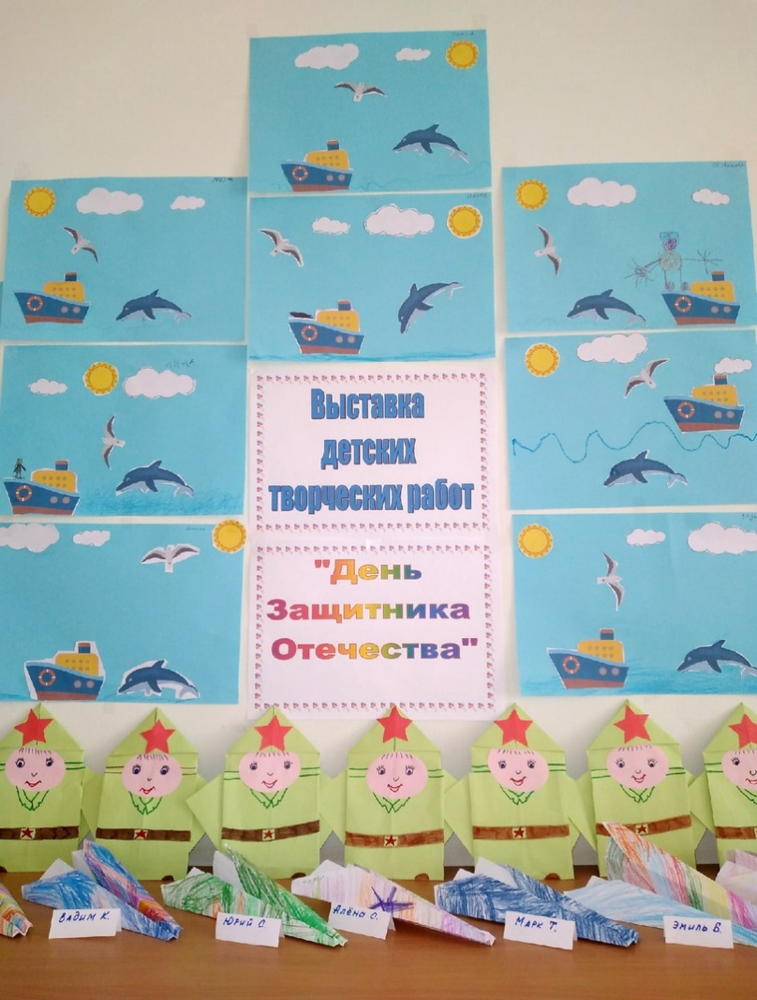 Выставка
детских
творческих работ
"День
Защитника
Отечества"
Вадим К.
Юрий С.
Алёна С.
Марк Т.
Эмиль Б.